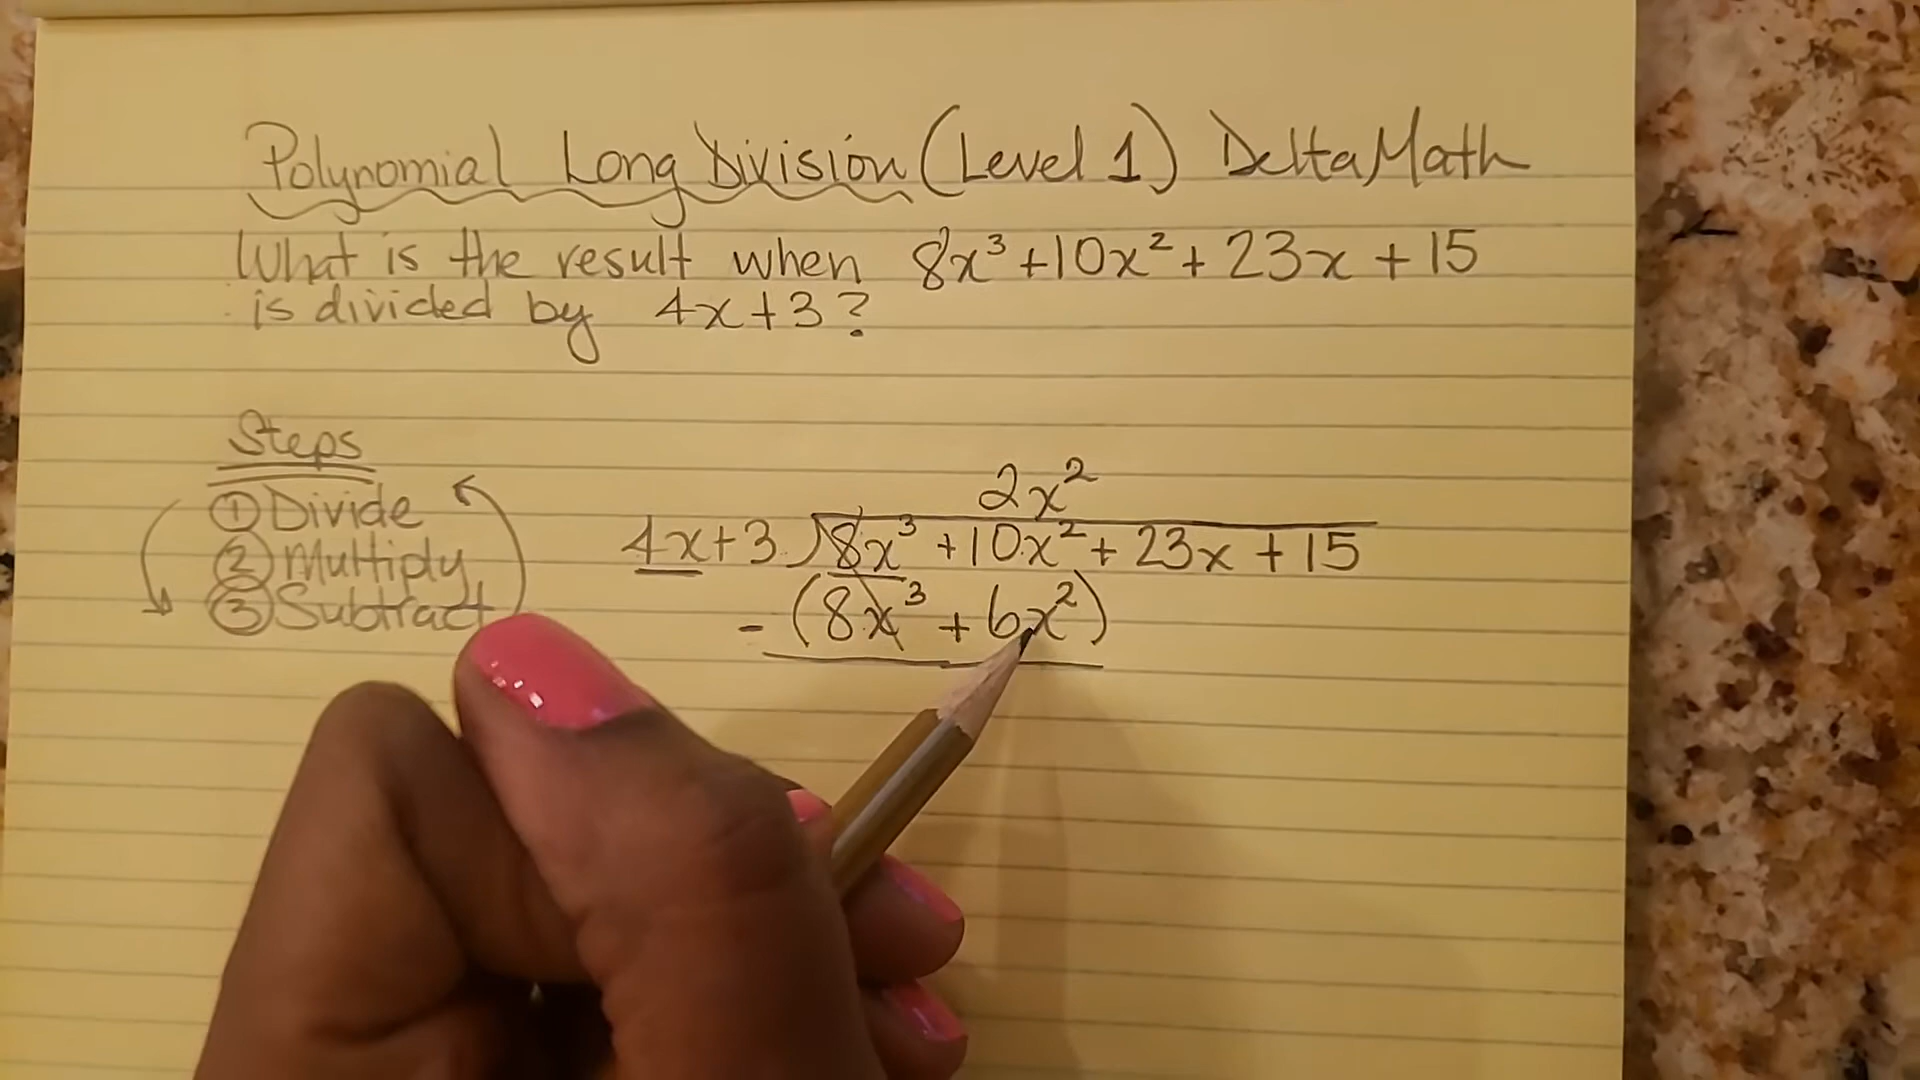 Polynomial Long Division (Level 1) DeltaMath
What is the result when 8x³ + 10x² + 23x + 15
is divided by 4x + 3?
Steps
① Divide
② Multiply
③ Subtract
2x²
4x + 3 ) 8x³ + 10x² + 23x + 15
- (8x³ + 6x²)